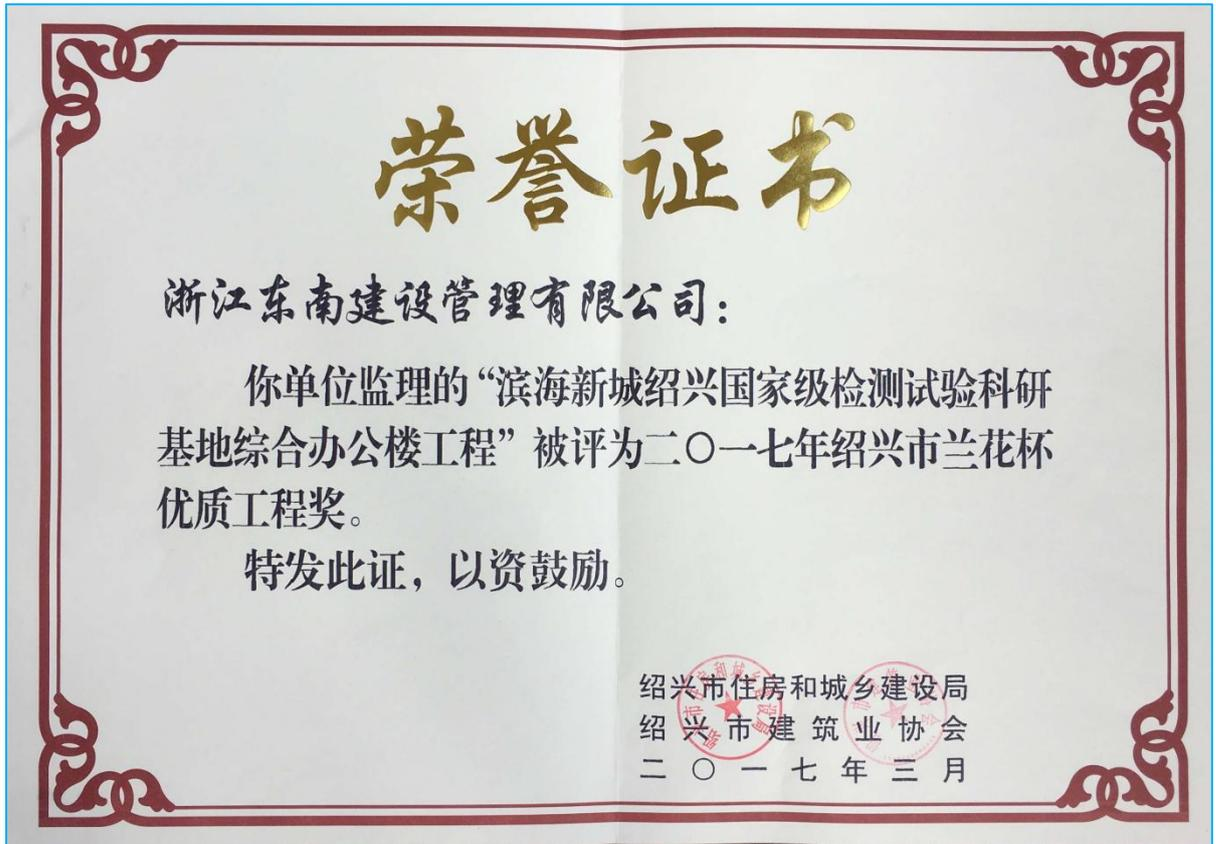 荣誉证书
浙江东南建设管理有限公司：
你单位监理的“滨海新城绍兴国家级检测试验科研
基地综合办公楼工程”被评为二〇一七年绍兴市兰花杯
优质工程奖。
特发此证，以资鼓励。
绍兴市住房和城乡建设局
绍兴市建筑业协会
二〇一七年三月